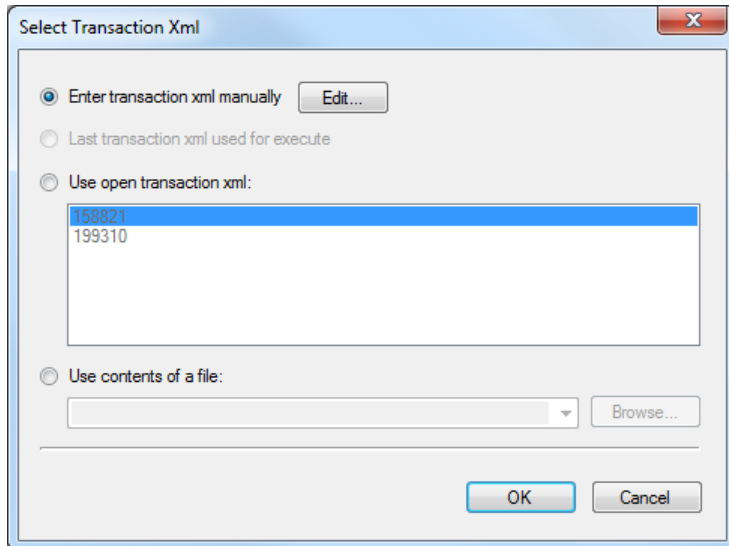 Select Transaction Xml
Enter transaction xml manually Edit...
Last transaction xml used for execute
Use open transaction xml:
158821
199310
Use contents of a file:
Browse...
OK Cancel